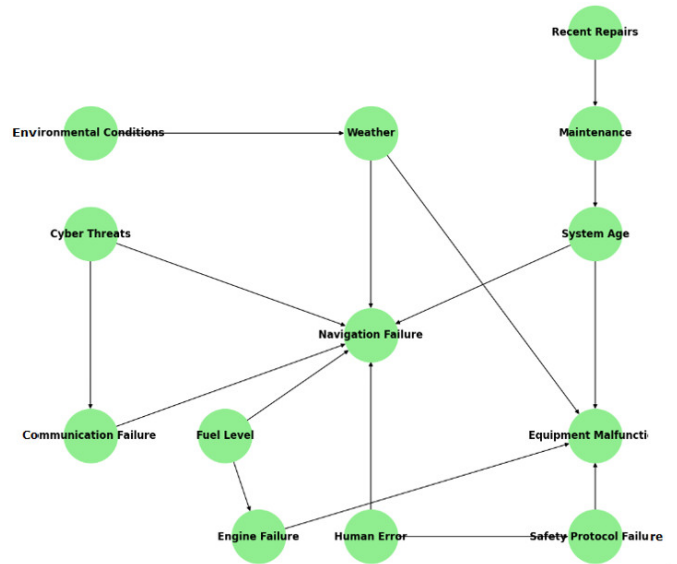 Recent Repairs
Environmental Conditions
Weather
Maintenance
Cyber Threats
System Age
Navigation Failure
Communication Failure
Fuel Level
Equipment Malfuncti
Engine Failure
Human Error
Safety Protocol Failure